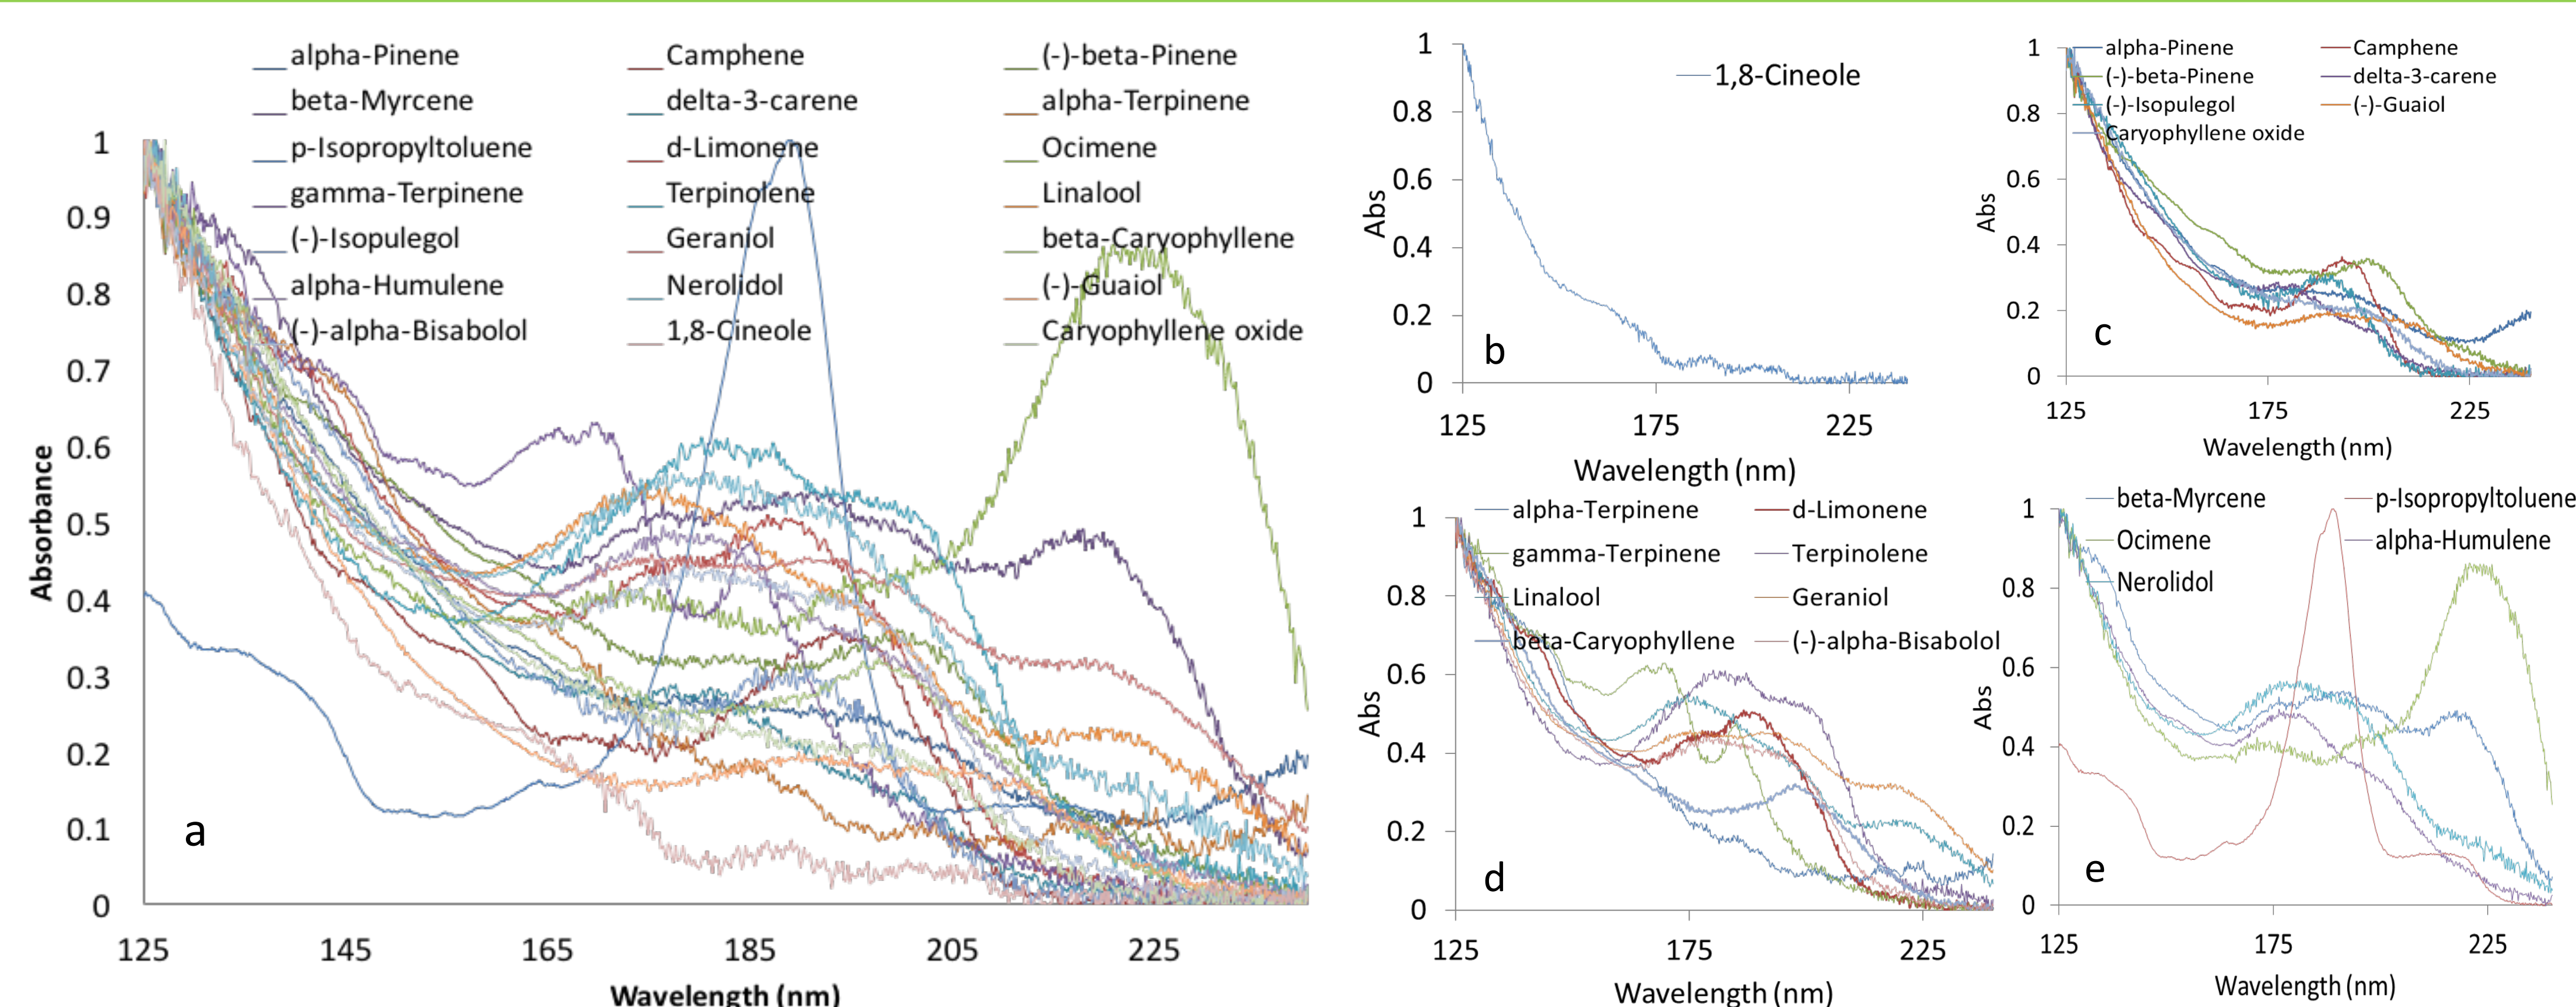 alpha-Pinene Camphene (-)-beta-Pinene
beta-Myrcene delta-3-carene alpha-Terpinene
p-Isopropyltoluene d-Limonene Ocimene
gamma-Terpinene Terpinolene Linalool
(-)-Isopulegol Geraniol beta-Caryophyllene
alpha-Humulene Nerolidol (-)-Guaiol
(-)-alpha-Bisabolol 1,8-Cineole Caryophyllene oxide
1
0.9
0.8
0.7
0.6
0.5
0.4
0.3
0.2
0.1
0
Absorbance
a
125 145 165 185 205 225
Wavelength (nm)
1,8-Cineole
1
0.8
0.6
0.4
0.2
0
Abs
b
125 175 225
Wavelength (nm)
alpha-Pinene Camphene
(-)-beta-Pinene delta-3-carene
(-)-Isopulegol (-)-Guaiol
Caryophyllene oxide
1
0.8
0.6
0.4
0.2
0
Abs
c
125 175 225
Wavelength (nm)
alpha-Terpinene d-Limonene
gamma-Terpinene Terpinolene
Linalool Geraniol
beta-Caryophyllene (-)-alpha-Bisabolol
1
0.8
0.6
0.4
0.2
0
Abs
d
125 175 225
Wavelength (nm)
beta-Myrcene p-Isopropyltoluene
Ocimene alpha-Humulene
Nerolidol
1
0.8
0.6
0.4
0.2
0
Abs
e
125 175 225
Wavelength (nm)